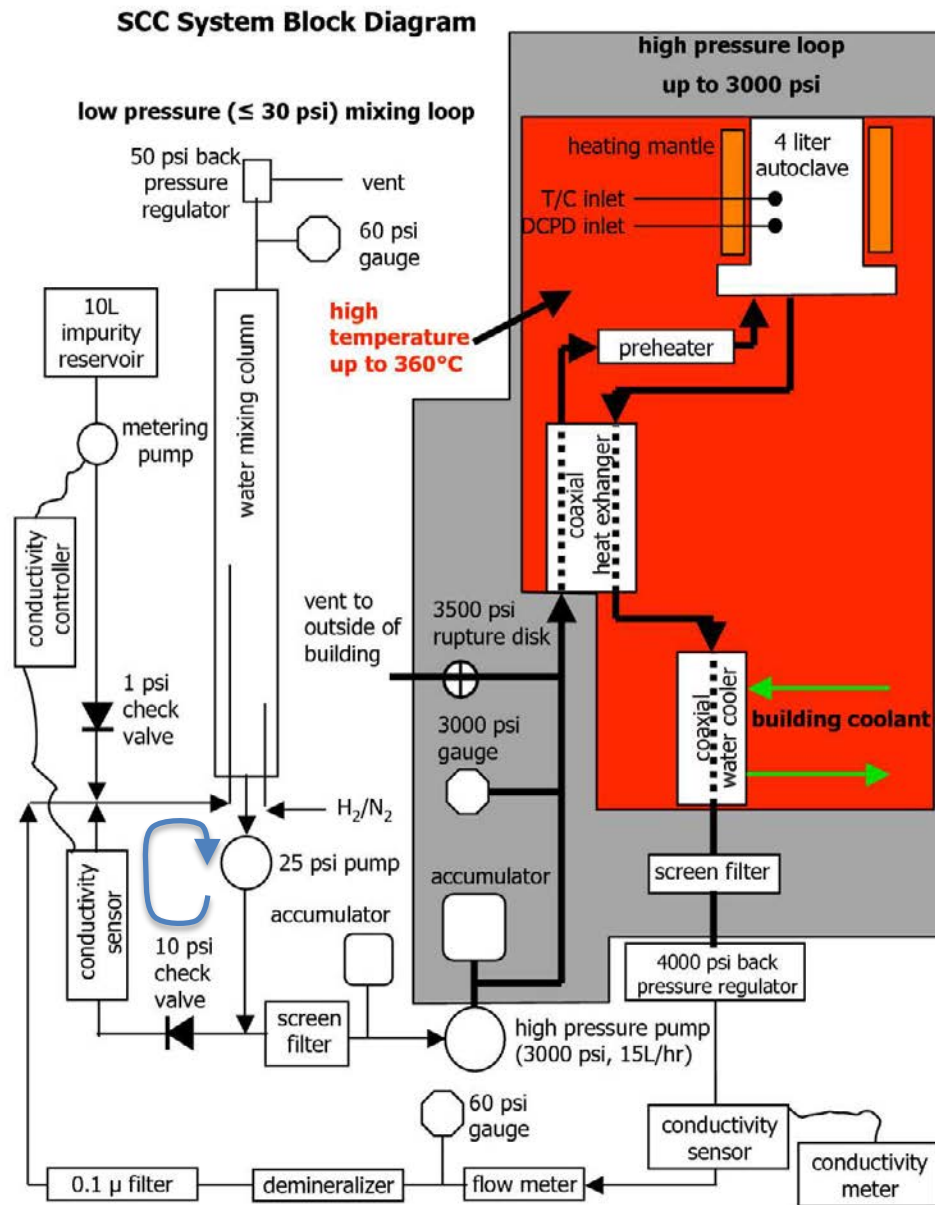 SCC System Block Diagram
high pressure loop
up to 3000 psi
low pressure (≤ 30 psi) mixing loop
50 psi back
pressure
regulator
vent
60 psi
gauge
heating mantle
4 liter
autoclave
T/C inlet
DCPD inlet
10L
impurity
reservoir
high
temperature
up to 360°C
preheater
metering
pump
water mixing column
coaxial
heat exhanger
conductivity
controller
vent to
outside of
building
3500 psi
rupture disk
1 psi
check
valve
3000 psi
gauge
coaxial
water cooler
building coolant
H2/N2
25 psi pump
conductivity
sensor
accumulator
accumulator
screen filter
10 psi
check
valve
4000 psi back
pressure regulator
screen
filter
high pressure pump
(3000 psi, 15L/hr)
60 psi
gauge
conductivity
sensor
conductivity
meter
0.1 µ filter
demineralizer
flow meter